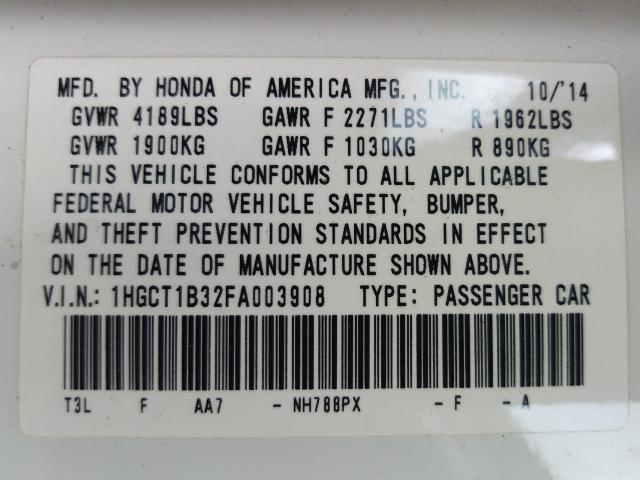 MFD. BY HONDA OF AMERICA MFG., INC. 10/'14
GVWR 4189LBS GAWR F 2271LBS R 1962LBS
GVWR 1900KG GAWR F 1030KG R 890KG
THIS VEHICLE CONFORMS TO ALL APPLICABLE
FEDERAL MOTOR VEHICLE SAFETY, BUMPER,
AND THEFT PREVENTION STANDARDS IN EFFECT
ON THE DATE OF MANUFACTURE SHOWN ABOVE.
V.I.N.: 1HGCT1B32FA003908 TYPE: PASSENGER CAR
T3L F AA7 - NH788PX - F - A